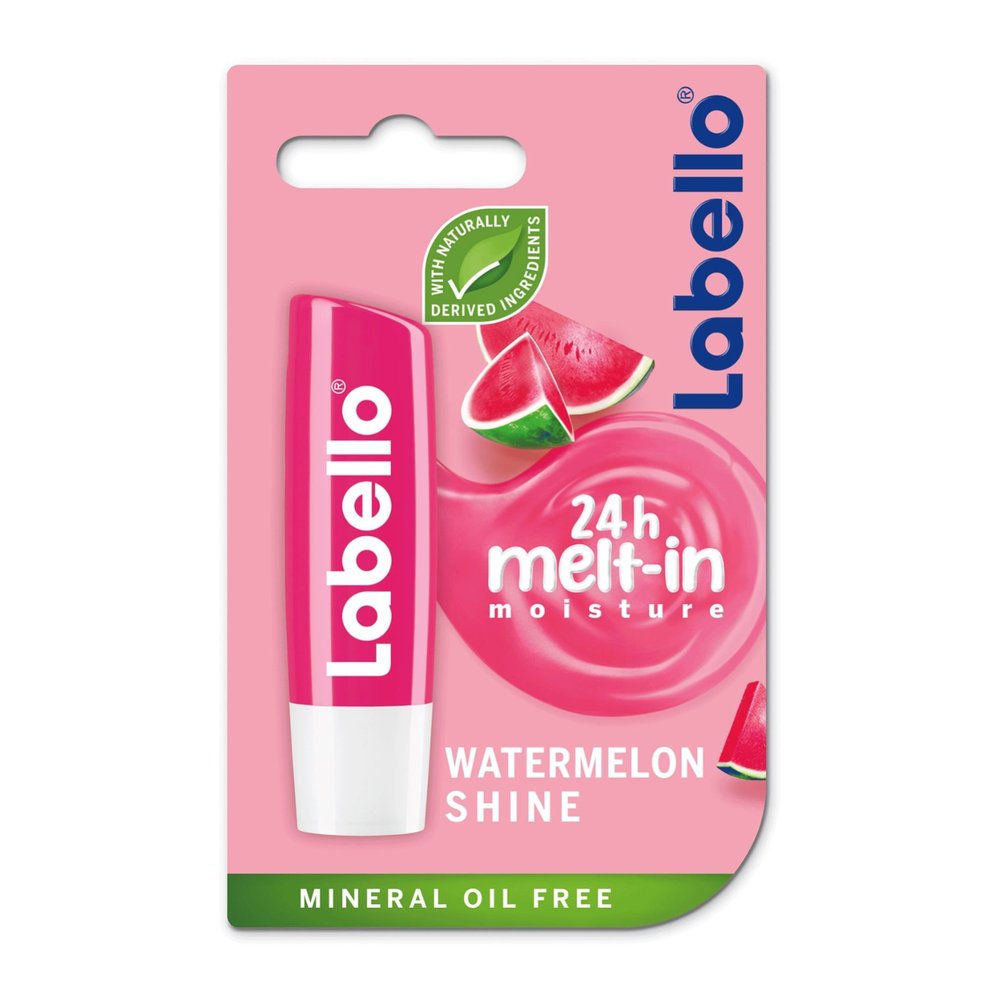 Labello®
WITH NATURALLY
DERIVED INGREDIENTS
Labello®
24h
melt-in
moisture
WATERMELON
SHINE
MINERAL OIL FREE